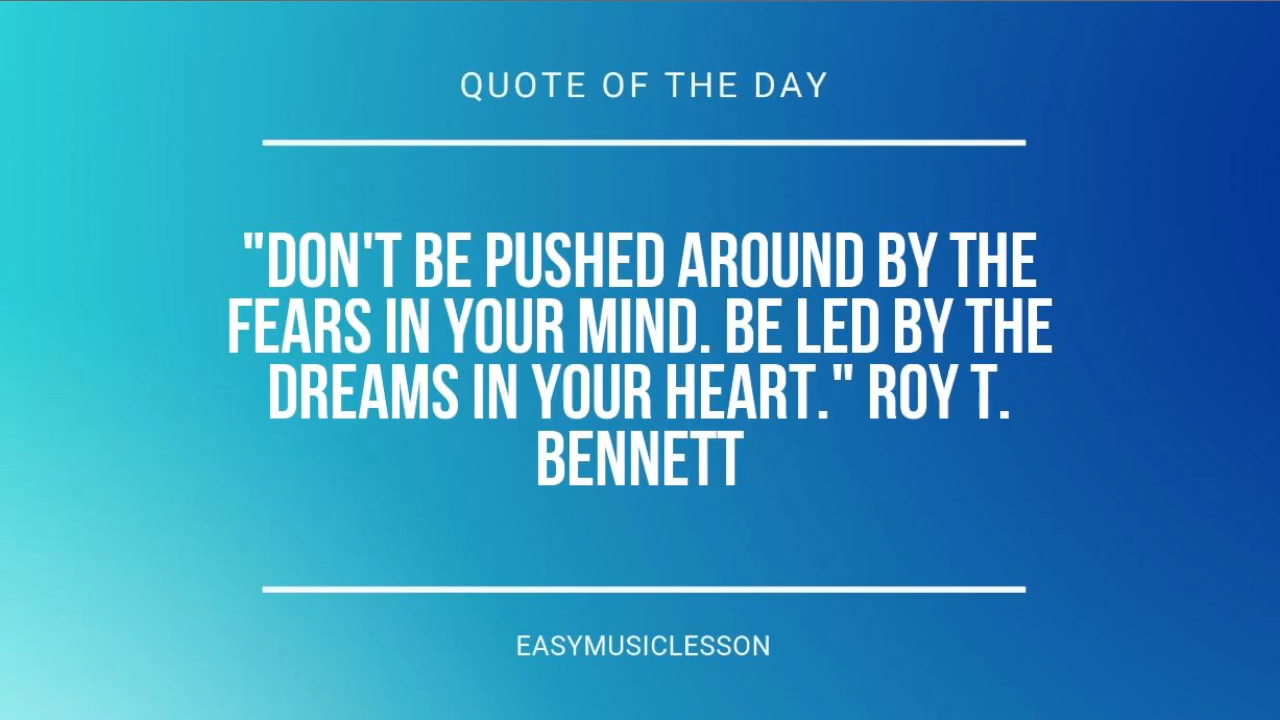 QUOTE OF THE DAY
"DON'T BE PUSHED AROUND BY THE
FEARS IN YOUR MIND. BE LED BY THE
DREAMS IN YOUR HEART." ROY T.
BENNETT
EASYMUSICLESSON